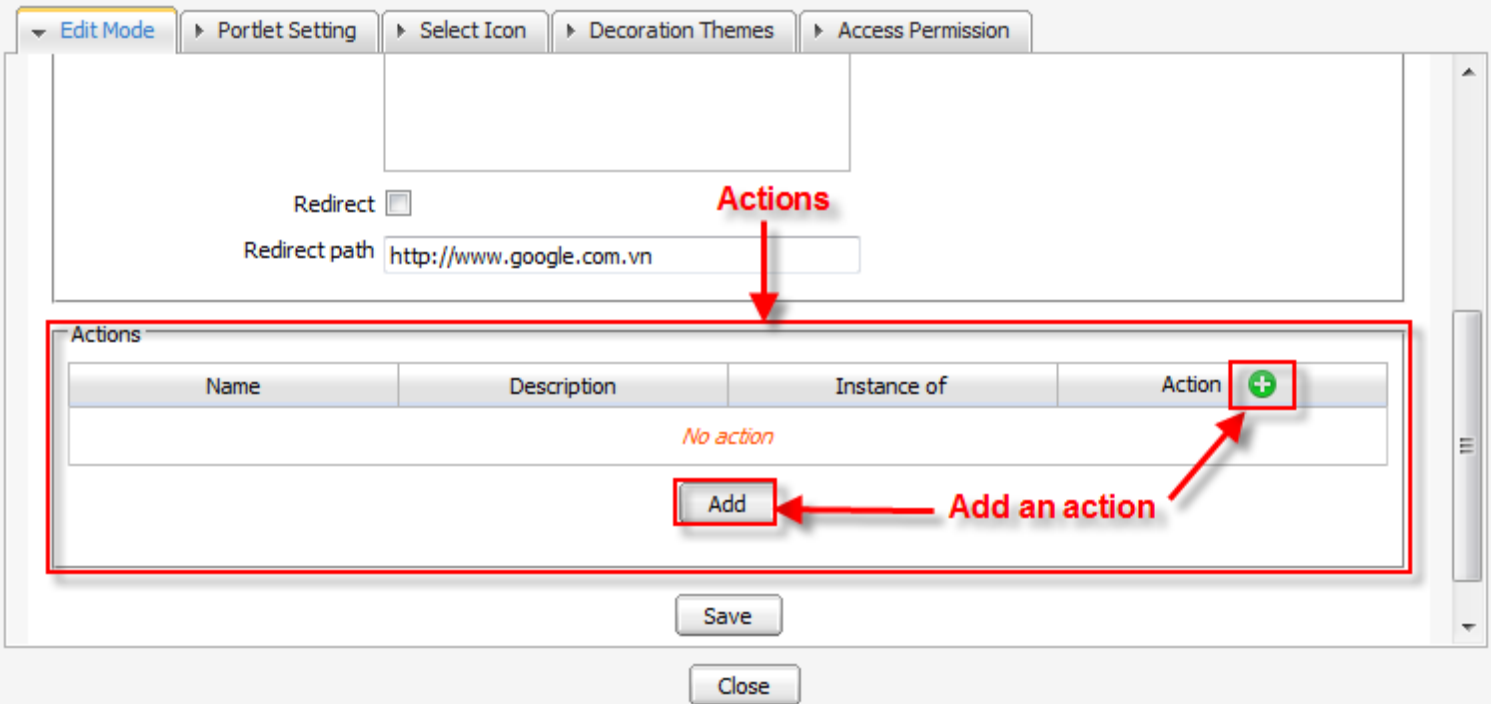 Edit Mode Portlet Setting Select Icon Decoration Themes Access Permission
Redirect
Actions
Redirect path http://www.google.com.vn
Actions
Name Description Instance of Action
No action
Add
Add an action
Save
Close